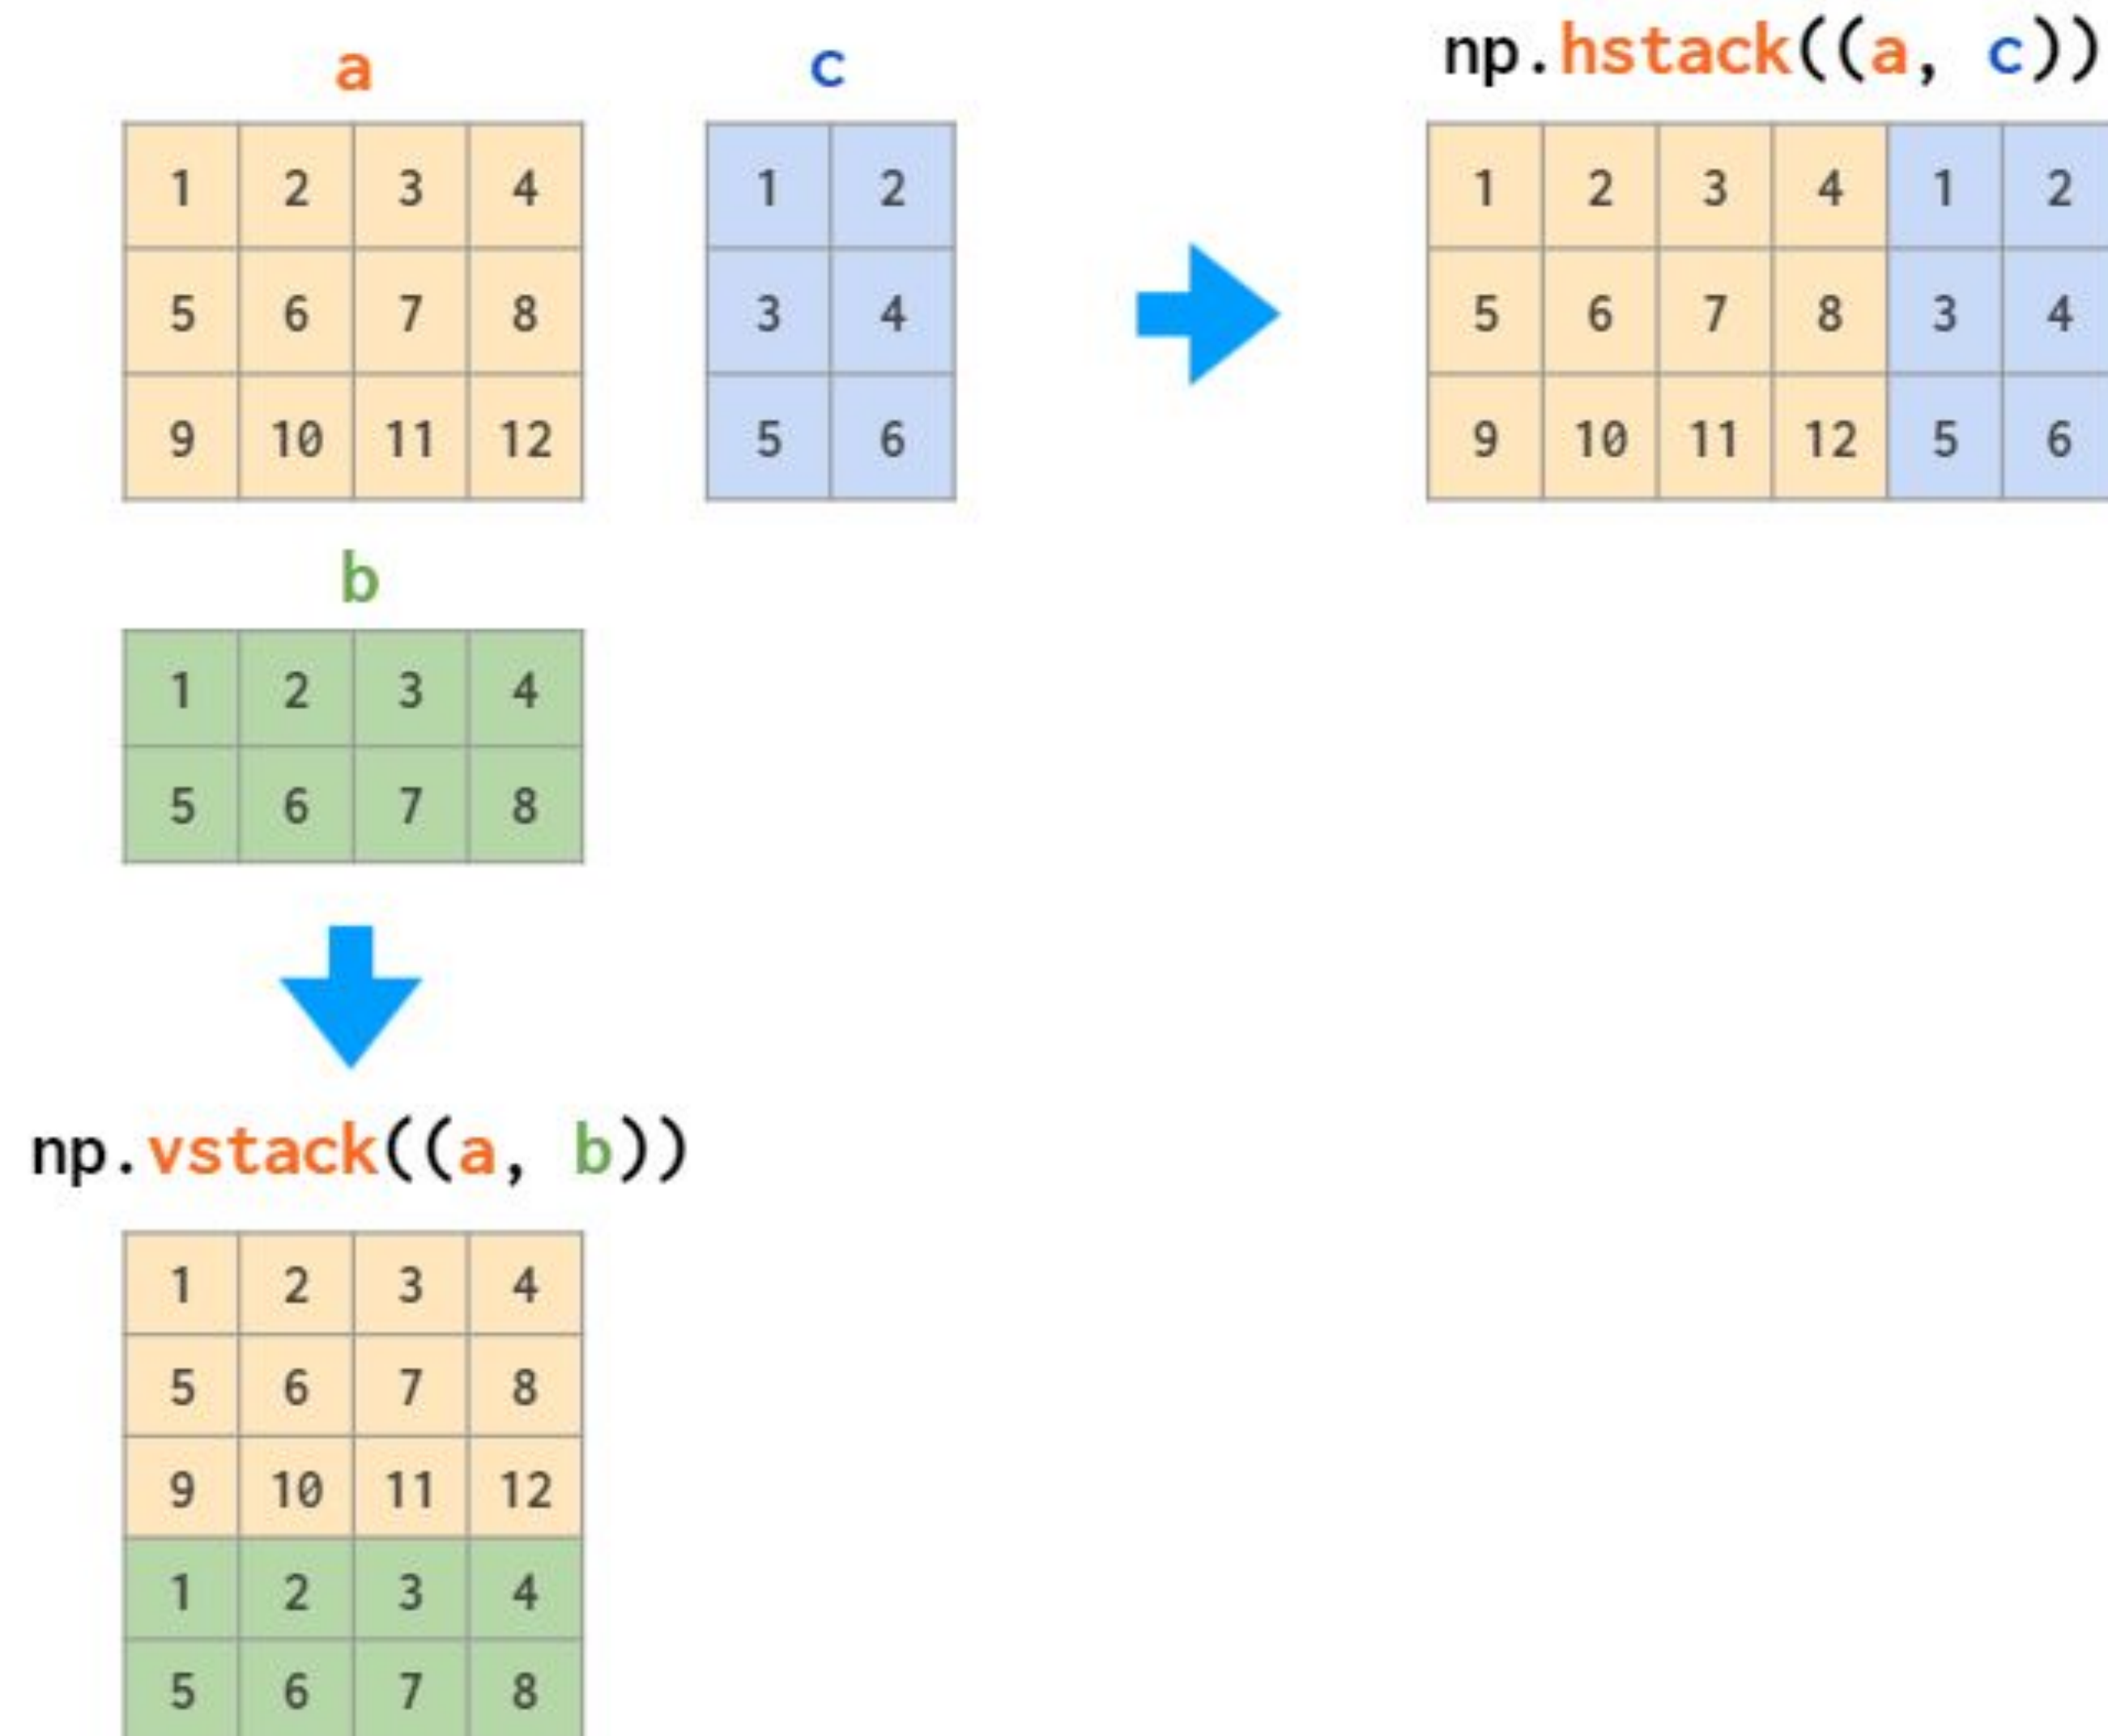 a
1 2 3 4
5 6 7 8
9 10 11 12
c
1 2
3 4
5 6
np.hstack((a, c))
1 2 3 4 1 2
5 6 7 8 3 4
9 10 11 12 5 6
b
1 2 3 4
5 6 7 8
np.vstack((a, b))
1 2 3 4
5 6 7 8
9 10 11 12
1 2 3 4
5 6 7 8